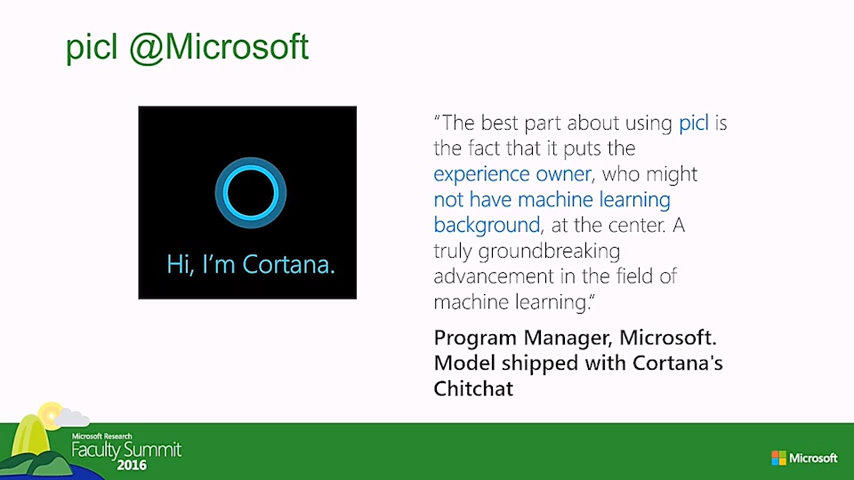 picl @Microsoft
Hi, I'm Cortana.
"The best part about using picl is
the fact that it puts the
experience owner, who might
not have machine learning
background, at the center. A
truly groundbreaking
advancement in the field of
machine learning."
Program Manager, Microsoft.
Model shipped with Cortana's
Chitchat
Microsoft Research
Faculty Summit
2016
Microsoft